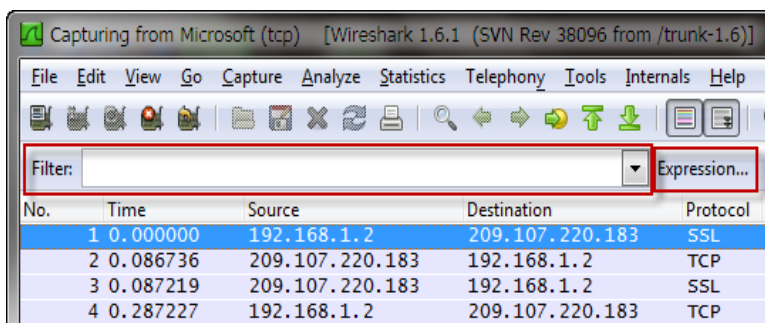 Capturing from Microsoft (tcp) [Wireshark 1.6.1 (SVN Rev 38096 from /trunk-1.6)]
File Edit View Go Capture Analyze Statistics Telephony Tools Internals Help
Filter: Expression...
No. Time Source Destination Protocol
1 0.000000 192.168.1.2 209.107.220.183 SSL
2 0.086736 209.107.220.183 192.168.1.2 TCP
3 0.087219 209.107.220.183 192.168.1.2 SSL
4 0.287227 192.168.1.2 209.107.220.183 TCP